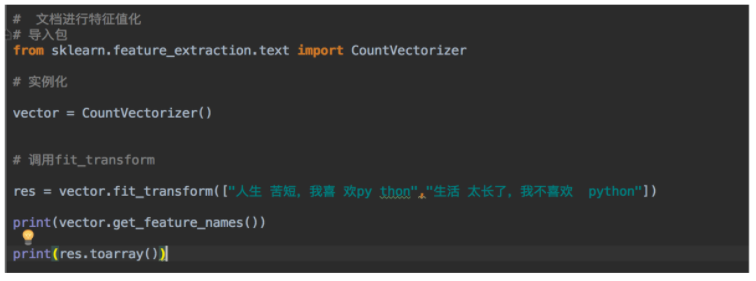 #  文档进行特征值化
# 导入包
from sklearn.feature_extraction.text import CountVectorizer
# 实例化
vector = CountVectorizer()
# 调用fit_transform
res = vector.fit_transform(["人生 苦短，我喜 欢py thon","生活 太长了，我不喜欢  python"])
print(vector.get_feature_names())
print(res.toarray())